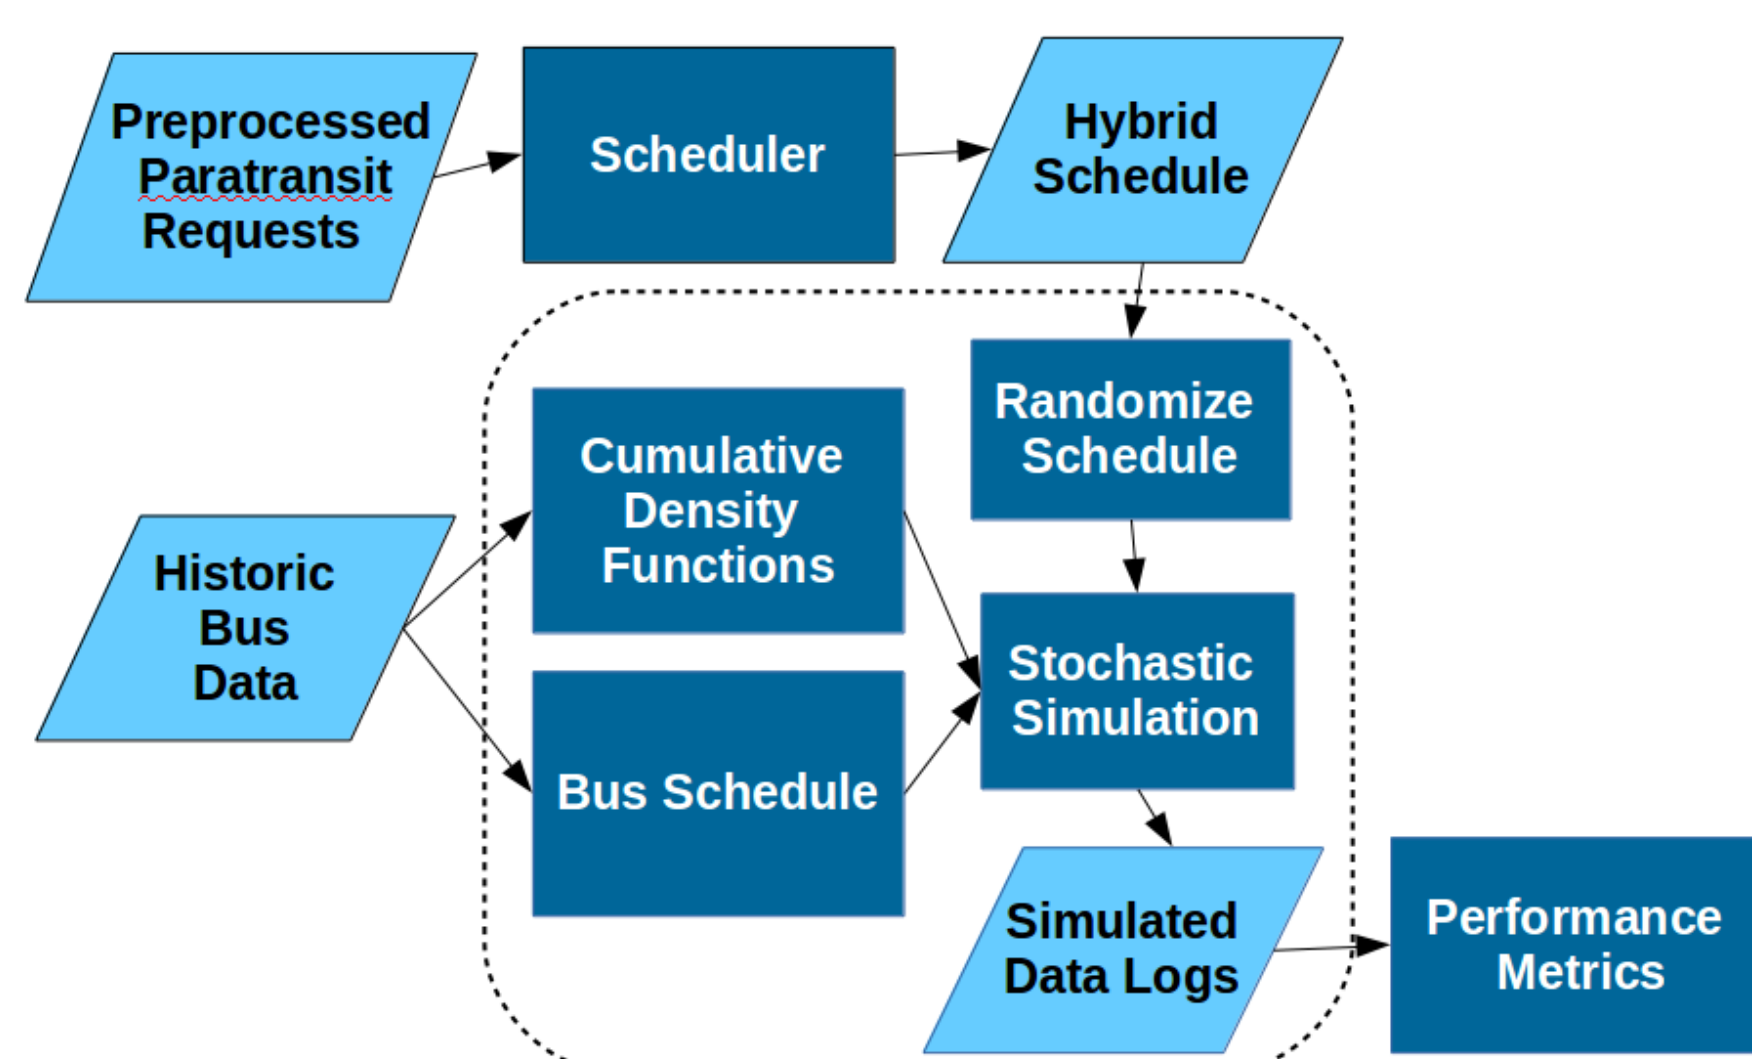 Preprocessed
Paratransit
Requests
Scheduler
Hybrid
Schedule
Randomize
Schedule
Cumulative
Density
Functions
Historic
Bus
Data
Bus Schedule
Stochastic
Simulation
Simulated
Data Logs
Performance
Metrics